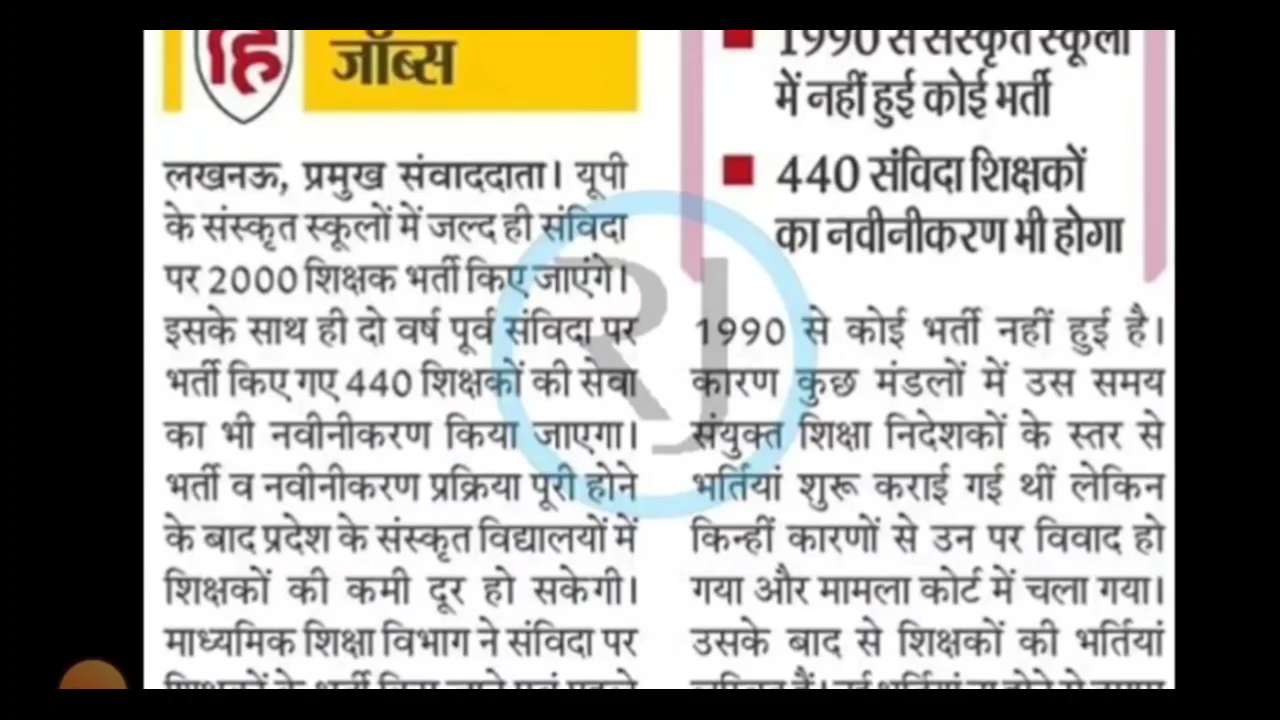 हि
जॉब्स
1990 से संस्कृत स्कूलों
में नहीं हुई कोई भर्ती
440 संविदा शिक्षकों
का नवीनीकरण भी होगा
लखनऊ, प्रमुख संवाददाता। यूपी
के संस्कृत स्कूलों में जल्द ही संविदा
पर 2000 शिक्षक भर्ती किए जाएंगे।
इसके साथ ही दो वर्ष पूर्व संविदा पर
भर्ती किए गए 440 शिक्षकों की सेवा
का भी नवीनीकरण किया जाएगा।
भर्ती व नवीनीकरण प्रक्रिया पूरी होने
के बाद प्रदेश के संस्कृत विद्यालयों में
शिक्षकों की कमी दूर हो सकेगी।
माध्यमिक शिक्षा विभाग ने संविदा पर
1990 से कोई भर्ती नहीं हुई है।
कारण कुछ मंडलों में उस समय
संयुक्त शिक्षा निदेशकों के स्तर से
भर्तियां शुरू कराई गई थीं लेकिन
किन्हीं कारणों से उन पर विवाद हो
गया और मामला कोर्ट में चला गया।
उसके बाद से शिक्षकों की भर्तियां
RJ